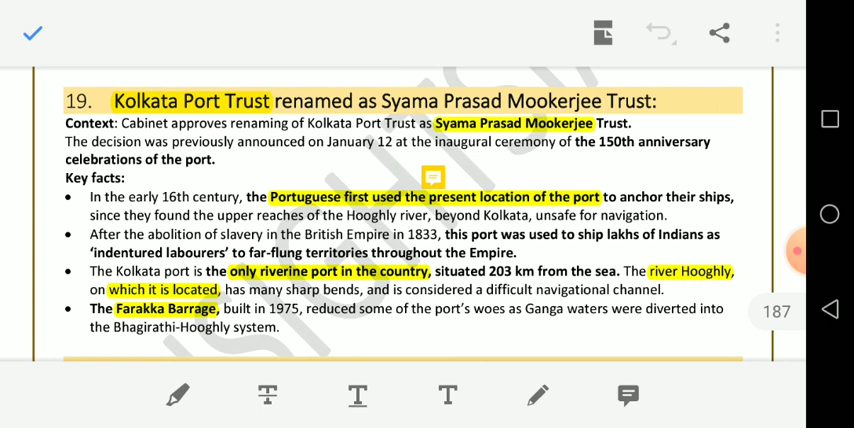 19. Kolkata Port Trust renamed as Syama Prasad Mookerjee Trust:
Context: Cabinet approves renaming of Kolkata Port Trust as Syama Prasad Mookerjee Trust.
The decision was previously announced on January 12 at the inaugural ceremony of the 150th anniversary
celebrations of the port.
Key facts:
• In the early 16th century, the Portuguese first used the present location of the port to anchor their ships,
since they found the upper reaches of the Hooghly river, beyond Kolkata, unsafe for navigation.
• After the abolition of slavery in the British Empire in 1833, this port was used to ship lakhs of Indians as
‘indentured labourers’ to far-flung territories throughout the Empire.
• The Kolkata port is the only riverine port in the country, situated 203 km from the sea. The river Hooghly,
on which it is located, has many sharp bends, and is considered a difficult navigational channel.
• The Farakka Barrage, built in 1975, reduced some of the port’s woes as Ganga waters were diverted into
the Bhagirathi-Hooghly system.
187
T
T
T